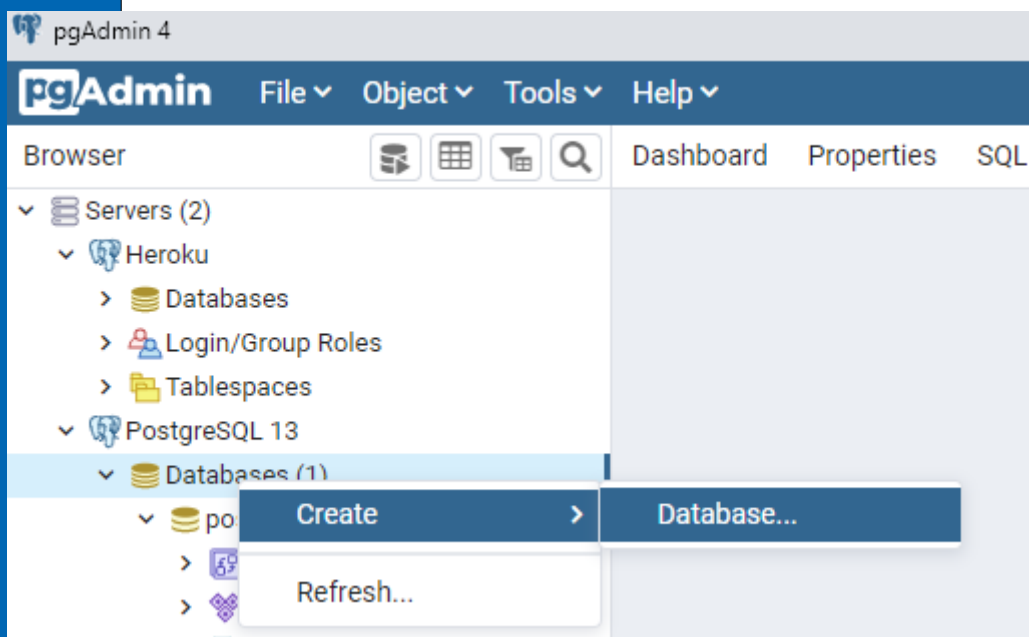 pgAdmin 4
pgAdmin File Object Tools Help
Browser Dashboard Properties SQL
Servers (2)
Heroku
Databases
Login/Group Roles
Tablespaces
PostgreSQL 13
Databases (1)
Create Database...
po
Refresh...